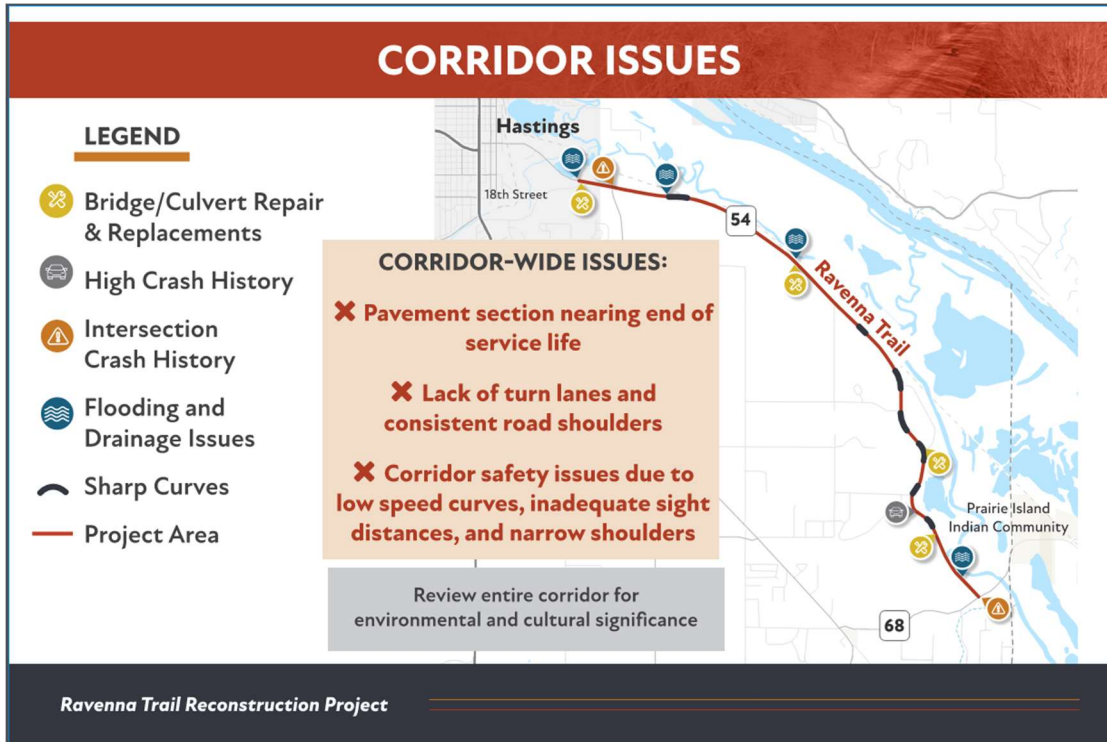 CORRIDOR ISSUES
LEGEND
Bridge/Culvert Repair
& Replacements
High Crash History
Intersection
Crash History
Flooding and
Drainage Issues
Sharp Curves
Project Area
Hastings
18th Street
54
Ravenna Trail
CORRIDOR-WIDE ISSUES:
✖ Pavement section nearing end of
service life
✖ Lack of turn lanes and
consistent road shoulders
✖ Corridor safety issues due to
low speed curves, inadequate sight
distances, and narrow shoulders
Prairie Island
Indian Community
68
Review entire corridor for
environmental and cultural significance
Ravenna Trail Reconstruction Project